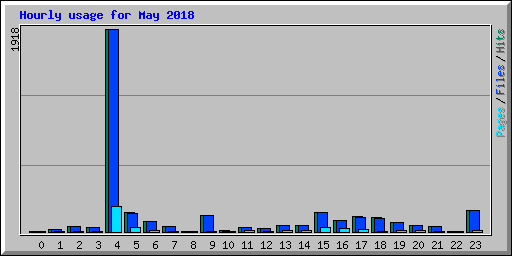 Hourly usage for May 2018
1918
Pages/Files/Hits
0 1 2 3 4 5 6 7 8 9 10 11 12 13 14 15 16 17 18 19 20 21 22 23